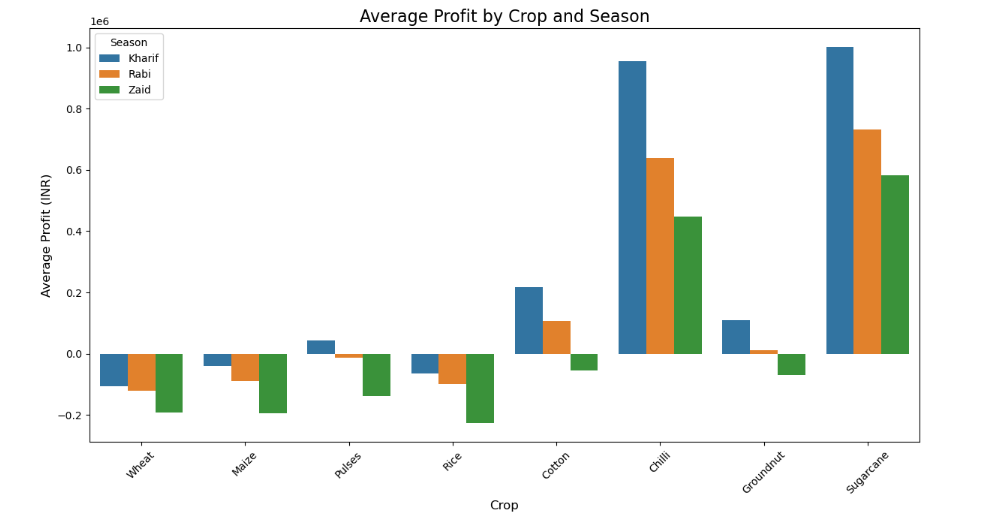 Average Profit by Crop and Season
1e6
Season
Kharif
Rabi
Zaid
1.0
0.8
0.6
0.4
0.2
0.0
−0.2
Average Profit (INR)
Wheat
Maize
Pulses
Rice
Cotton
Chilli
Groundnut
Sugarcane
Crop